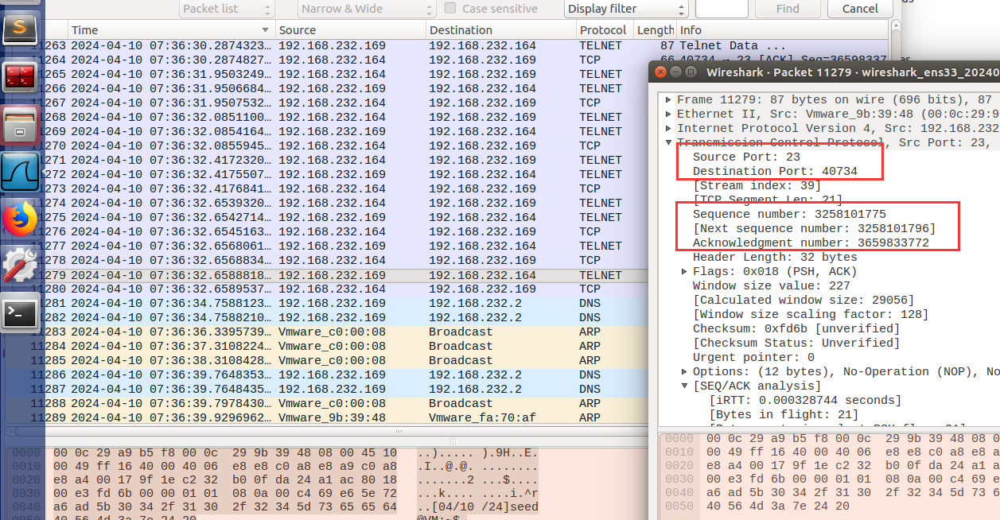 Packet list Narrow & Wide Case sensitive Display filter Find Cancel
Time Source Destination Protocol Length Info
11263 2024-04-10 07:36:30.2874323… 192.168.232.169 192.168.232.164 TELNET 87 Telnet Data ...
11264 2024-04-10 07:36:30.2874827… 192.168.232.164 192.168.232.169 TCP 66 40734 → 23 [ACK] Seq=36598337
11265 2024-04-10 07:36:31.9503249… 192.168.232.164 192.168.232.169 TELNET
11266 2024-04-10 07:36:31.9506684… 192.168.232.169 192.168.232.164 TELNET
11267 2024-04-10 07:36:31.9507532… 192.168.232.164 192.168.232.169 TCP
11268 2024-04-10 07:36:32.0851100… 192.168.232.164 192.168.232.169 TELNET
11269 2024-04-10 07:36:32.0854164… 192.168.232.169 192.168.232.164 TELNET
11270 2024-04-10 07:36:32.0855945… 192.168.232.164 192.168.232.169 TCP
11271 2024-04-10 07:36:32.4172320… 192.168.232.164 192.168.232.169 TELNET
11272 2024-04-10 07:36:32.4175507… 192.168.232.169 192.168.232.164 TELNET
11273 2024-04-10 07:36:32.4176841… 192.168.232.164 192.168.232.169 TCP
11274 2024-04-10 07:36:32.6539320… 192.168.232.164 192.168.232.169 TELNET
11275 2024-04-10 07:36:32.6542714… 192.168.232.169 192.168.232.164 TELNET
11276 2024-04-10 07:36:32.6545163… 192.168.232.164 192.168.232.169 TCP
11277 2024-04-10 07:36:32.6568061… 192.168.232.169 192.168.232.164 TELNET
11278 2024-04-10 07:36:32.6568834… 192.168.232.164 192.168.232.169 TCP
11279 2024-04-10 07:36:32.6588818… 192.168.232.169 192.168.232.164 TELNET
11280 2024-04-10 07:36:32.6589537… 192.168.232.164 192.168.232.169 TCP
11281 2024-04-10 07:36:34.7588123… 192.168.232.169 192.168.232.2 DNS
11282 2024-04-10 07:36:34.7588210… 192.168.232.169 192.168.232.2 DNS
11283 2024-04-10 07:36:36.3395739… Vmware_c0:00:08 Broadcast ARP
11284 2024-04-10 07:36:37.3108224… Vmware_c0:00:08 Broadcast ARP
11285 2024-04-10 07:36:38.3108428… Vmware_c0:00:08 Broadcast ARP
11286 2024-04-10 07:36:39.7648353… 192.168.232.169 192.168.232.2 DNS
11287 2024-04-10 07:36:39.7648435… 192.168.232.169 192.168.232.2 DNS
11288 2024-04-10 07:36:39.7978430… Vmware_c0:00:08 Broadcast ARP
11289 2024-04-10 07:36:39.9296962… Vmware_9b:39:48 Vmware_fa:70:af ARP
0000 00 0c 29 a9 b5 f8 00 0c 29 9b 39 48 08 00 45 10 ..)..... ).9H..E.
0010 00 49 ff 16 40 00 40 06 e8 e8 c0 a8 e8 a9 c0 a8 .I..@.@. ........
0020 e8 a4 00 17 9f 1e c2 32 b0 0f da 24 a1 ac 80 18 .......2 ...$....
0030 00 e3 fd 6b 00 00 01 01 08 0a 00 c4 69 e6 5e 72 ...k.... ....i.^r
0040 a6 ad 5b 30 34 2f 31 30 2f 32 34 5d 73 65 65 64 ..[04/10 /24]seed
0050 40 56 4d 3a 7e 24 20 @VM:~$
Wireshark · Packet 11279 · wireshark_ens33_202404
Frame 11279: 87 bytes on wire (696 bits), 87
Ethernet II, Src: Vmware_9b:39:48 (00:0c:29:9
Internet Protocol Version 4, Src: 192.168.232
Transmission Control Protocol, Src Port: 23,
Source Port: 23
Destination Port: 40734
[Stream index: 39]
[TCP Segment Len: 21]
Sequence number: 3258101775
[Next sequence number: 3258101796]
Acknowledgment number: 3659833772
Header Length: 32 bytes
Flags: 0x018 (PSH, ACK)
Window size value: 227
[Calculated window size: 29056]
[Window size scaling factor: 128]
Checksum: 0xfd6b [unverified]
[Checksum Status: Unverified]
Urgent pointer: 0
Options: (12 bytes), No-Operation (NOP), No
[SEQ/ACK analysis]
[iRTT: 0.000328744 seconds]
[Bytes in flight: 21]
0000 00 0c 29 a9 b5 f8 00 0c 29 9b 39 48 08 0
0010 00 49 ff 16 40 00 40 06 e8 e8 c0 a8 e8 a
0020 e8 a4 00 17 9f 1e c2 32 b0 0f da 24 a1 a
0030 00 e3 fd 6b 00 00 01 01 08 0a 00 c4 69 e
0040 a6 ad 5b 30 34 2f 31 30 2f 32 34 5d 73 6
0050 40 56 4d 3a 7e 24 20